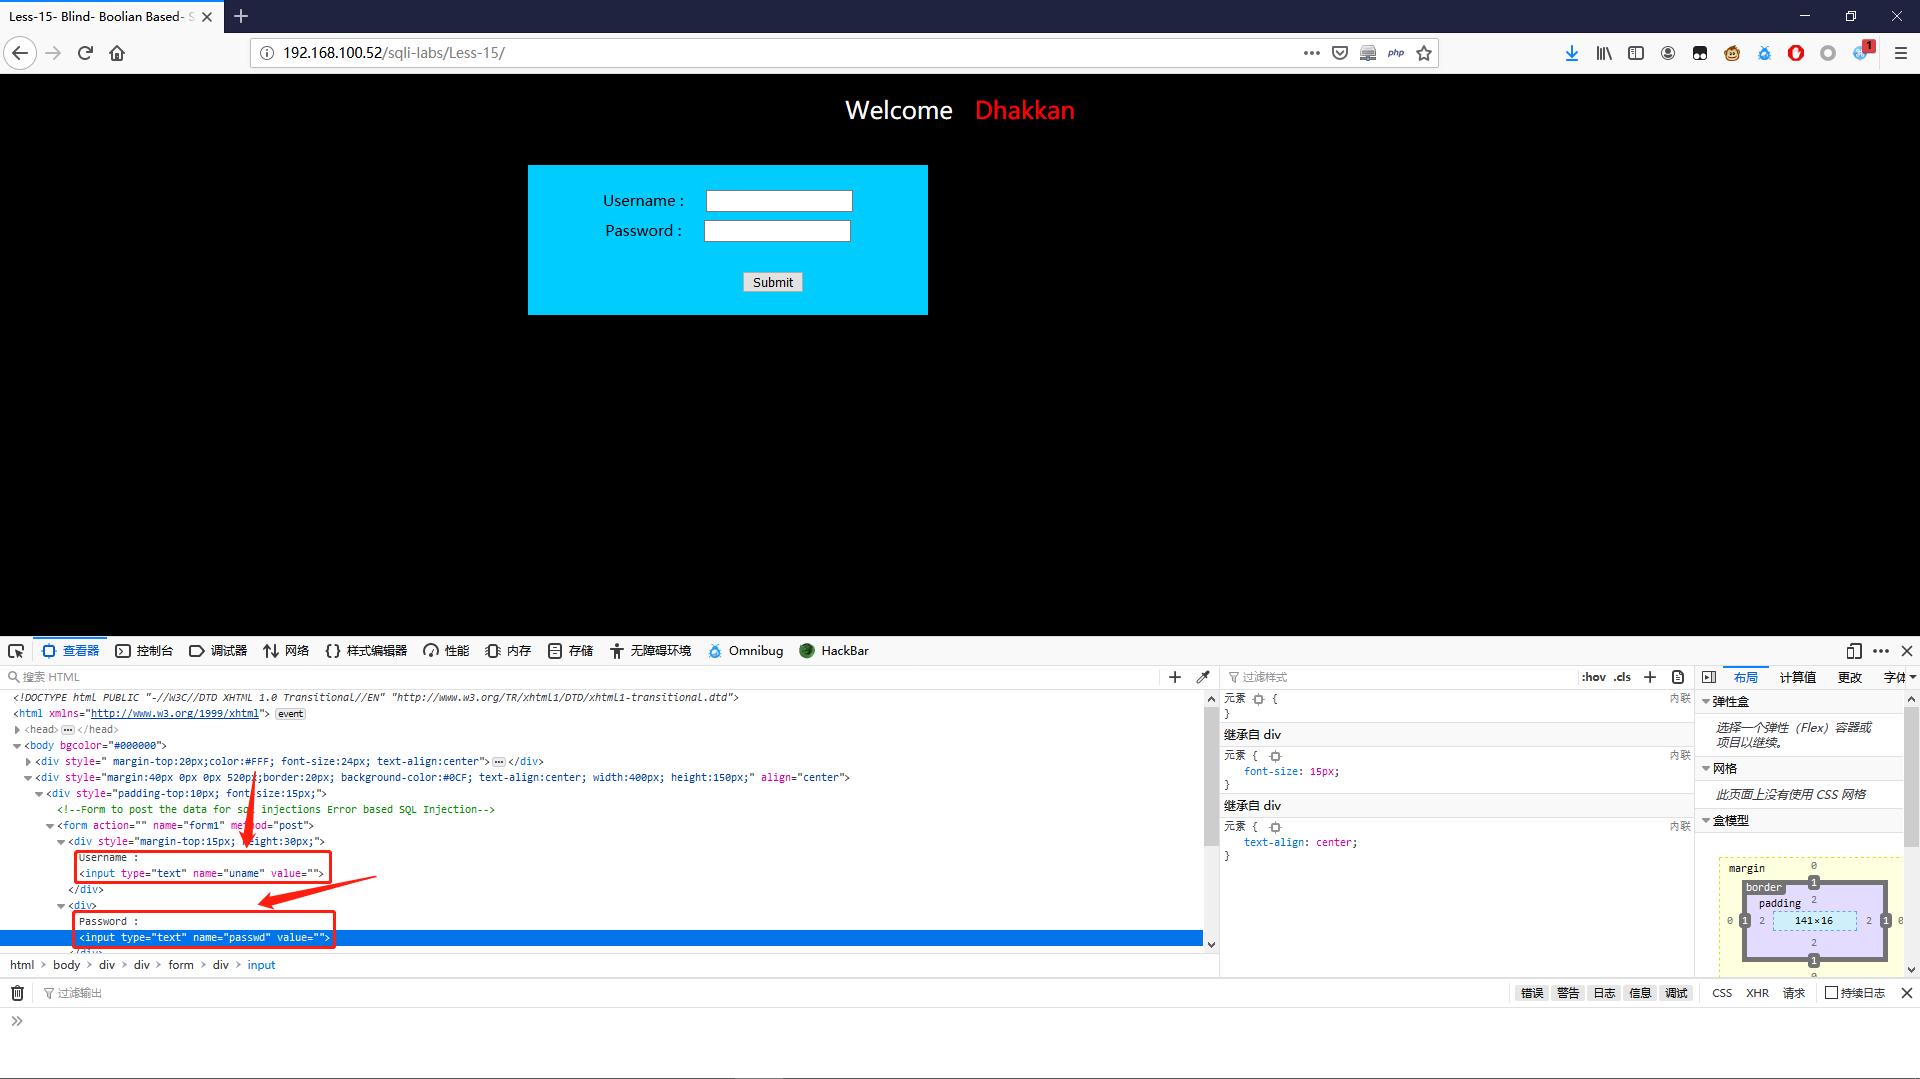 Less-15- Blind- Boolian Based- S
192.168.100.52/sqli-labs/Less-15/
php
1
Welcome Dhakkan
Username :
Password :
Submit
查看器 控制台 调试器 网络 样式编辑器 性能 内存 存储 无障碍环境 Omnibug HackBar
搜索 HTML
<!DOCTYPE html PUBLIC "-//W3C//DTD XHTML 1.0 Transitional//EN" "http://www.w3.org/TR/xhtml1/DTD/xhtml1-transitional.dtd">
<html xmlns="http://www.w3.org/1999/xhtml"> event
<head> ... </head>
<body bgcolor="#000000">
<div style=" margin-top:20px;color:#FFF; font-size:24px; text-align:center"> ... </div>
<div style="margin:40px 0px 0px 520px;border:20px; background-color:#0CF; text-align:center; width:400px; height:150px;" align="center">
<div style="padding-top:10px; font-size:15px;">
<!--Form to post the data for sql injections Error based SQL Injection-->
<form action="" name="form1" method="post">
<div style="margin-top:15px; height:30px;">
Username :
<input type="text" name="uname" value="">
</div>
<div>
Password :
<input type="text" name="passwd" value="">
</div>
html > body > div > div > form > div > input
过滤样式 :hov .cls
元素 { 内联
}
继承自 div
元素 { 内联
font-size: 15px;
}
继承自 div
元素 { 内联
text-align: center;
}
布局 计算值 更改 字体
弹性盒
选择一个弹性（Flex）容器或
项目以继续。
网格
此页面上没有使用 CSS 网格
盒模型
margin 0
border 1
padding 2
0 1 2 141×16 2 1 0
2
1
0
过滤输出 错误 警告 日志 信息 调试 CSS XHR 请求 持续日志
»